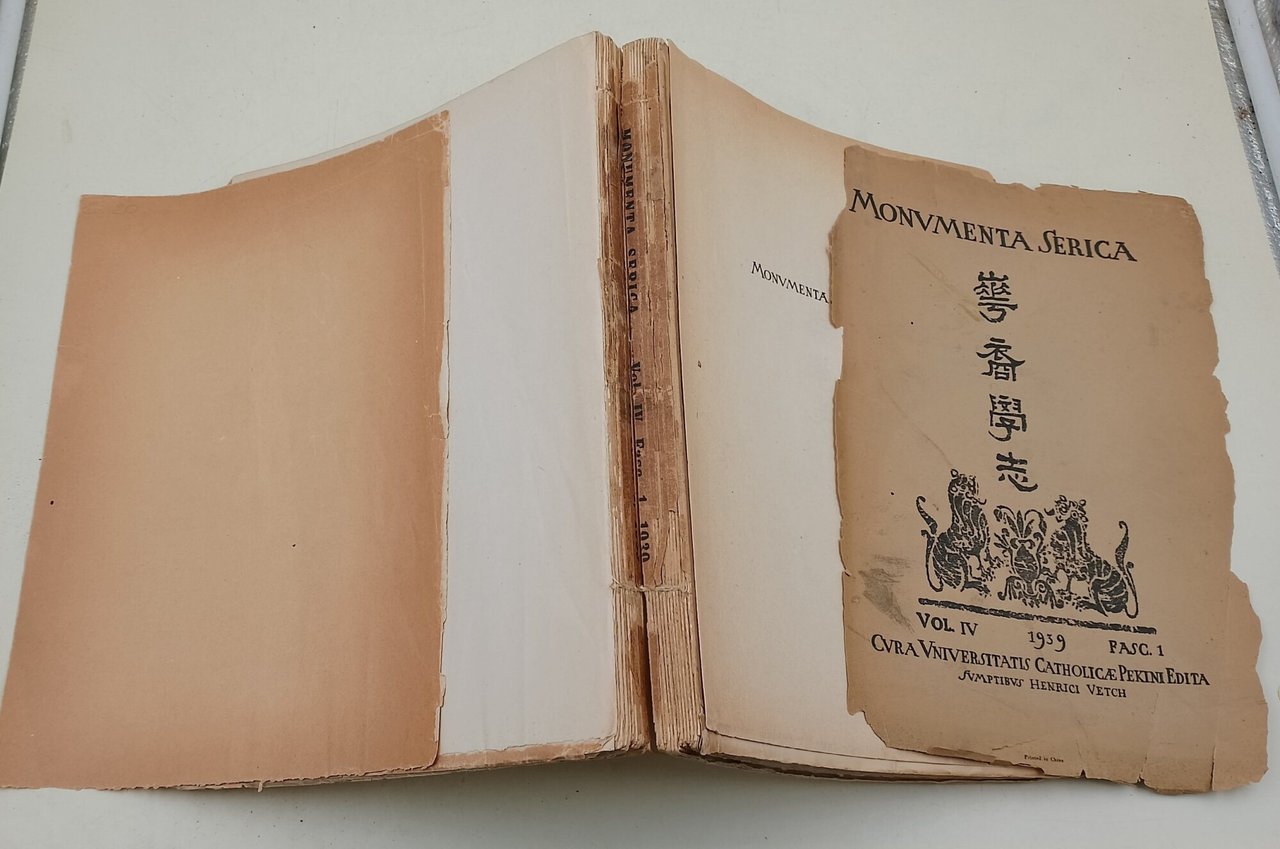 MONUMENTA SERICA — Vol. IV Fasc. 1 — 1939
MONVMENTA
MONVMENTA SERICA
華
裔
學
志
VOL. IV 1939 FASC. 1
CVRA VNIVERSITATIS CATHOLICÆ PEKINI EDITA
SVMPTIBVS HENRICI VETCH
Printed in China